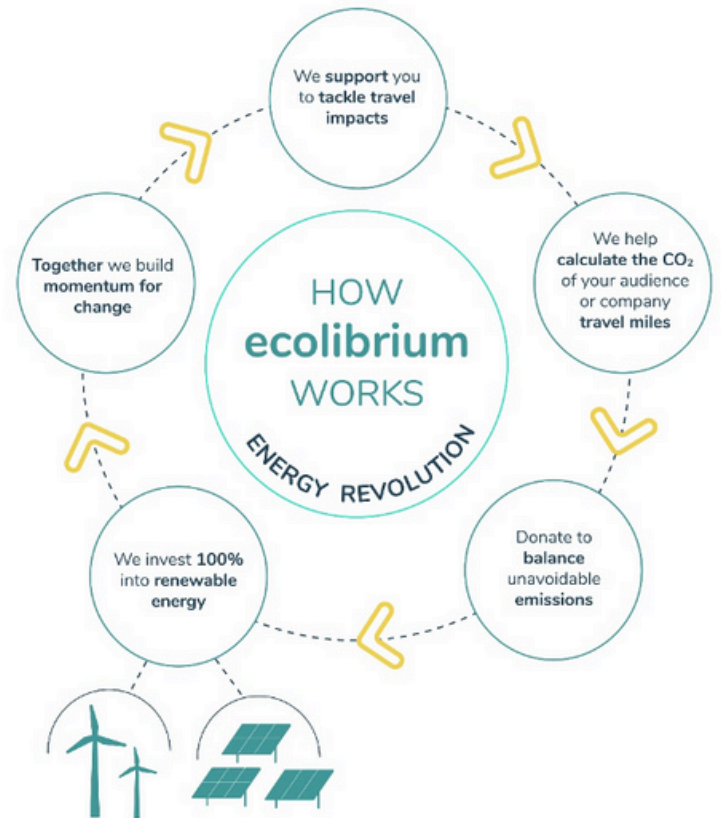 We support you
to tackle travel
impacts
We help
calculate the CO₂
of your audience
or company
travel miles
Donate to
balance
unavoidable
emissions
We invest 100%
into renewable
energy
Together we build
momentum for
change
HOW
ecolibrium
WORKS
ENERGY REVOLUTION